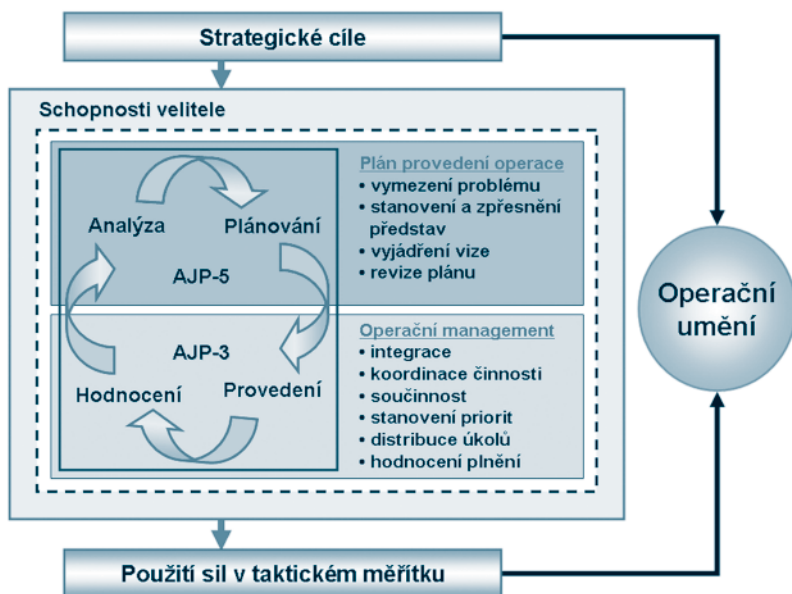 Strategické cíle
Schopnosti velitele
Analýza
Plánování
AJP-5
Plán provedení operace
• vymezení problému
• stanovení a zpřesnění
představ
• vyjádření vize
• revize plánu
AJP-3
Hodnocení
Provedení
Operační management
• integrace
• koordinace činnosti
• součinnost
• stanovení priorit
• distribuce úkolů
• hodnocení plnění
Operační
umění
Použití sil v taktickém měřítku